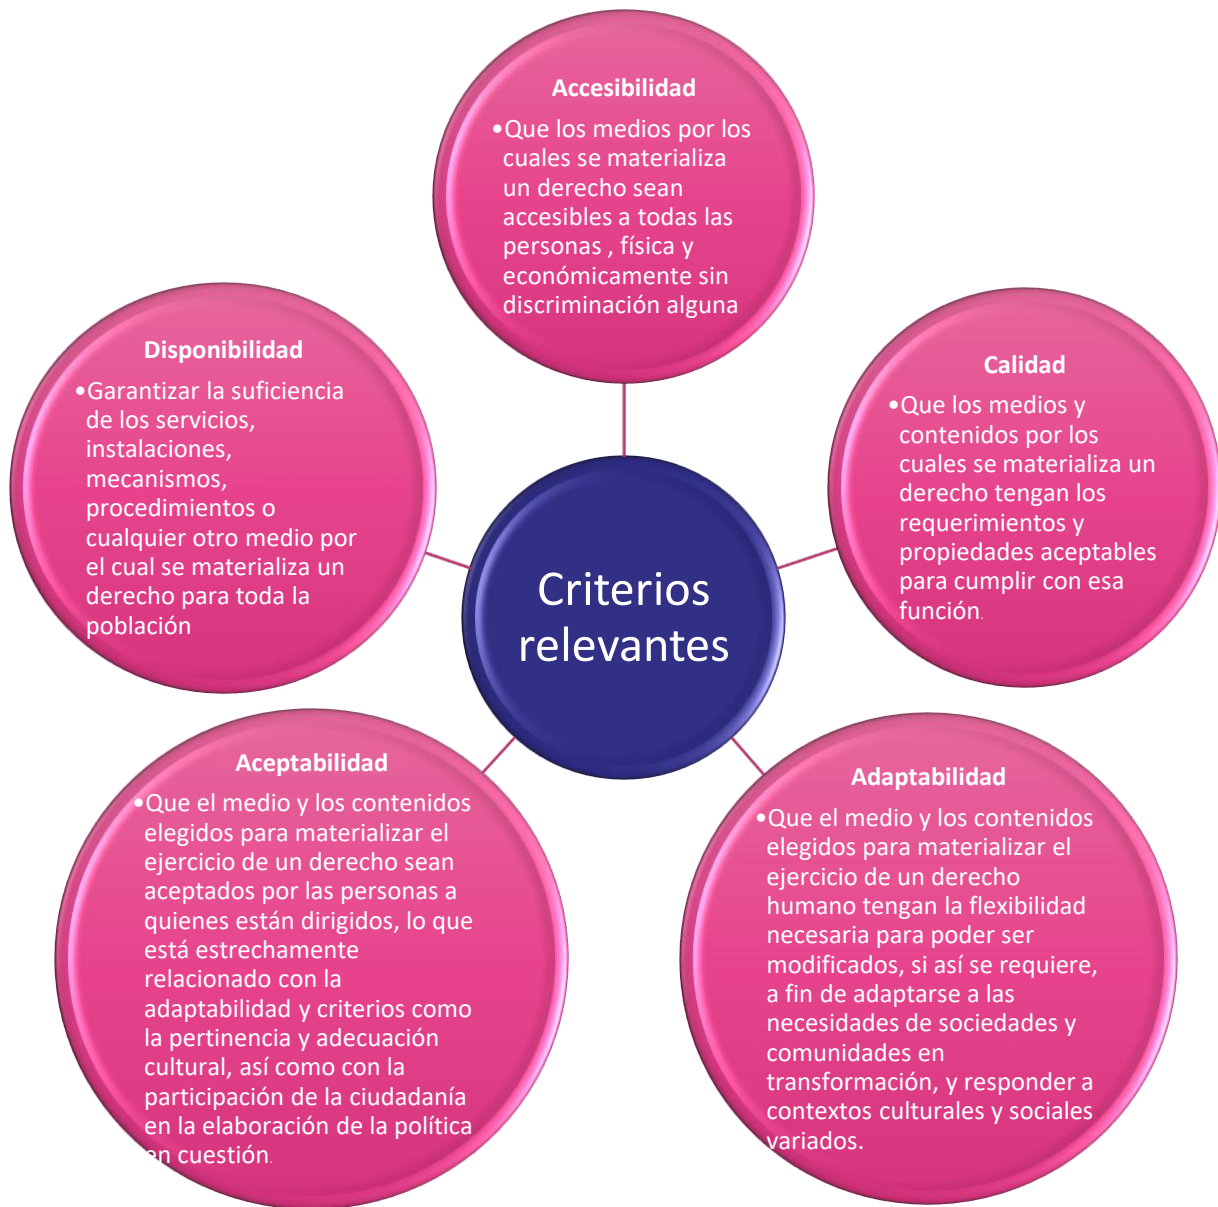 Accesibilidad
•Que los medios por los
cuales se materializa
un derecho sean
accesibles a todas las
personas , física y
económicamente sin
discriminación alguna
Disponibilidad
•Garantizar la suficiencia
de los servicios,
instalaciones,
mecanismos,
procedimientos o
cualquier otro medio por
el cual se materializa un
derecho para toda la
población
Calidad
•Que los medios y
contenidos por los
cuales se materializa un
derecho tengan los
requerimientos y
propiedades aceptables
para cumplir con esa
función.
Criterios
relevantes
Aceptabilidad
•Que el medio y los contenidos
elegidos para materializar el
ejercicio de un derecho sean
aceptados por las personas a
quienes están dirigidos, lo que
está estrechamente
relacionado con la
adaptabilidad y criterios como
la pertinencia y adecuación
cultural, así como con la
participación de la ciudadanía
en la elaboración de la política
en cuestión.
Adaptabilidad
•Que el medio y los contenidos
elegidos para materializar el
ejercicio de un derecho
humano tengan la flexibilidad
necesaria para poder ser
modificados, si así se requiere,
a fin de adaptarse a las
necesidades de sociedades y
comunidades en
transformación, y responder a
contextos culturales y sociales
variados.